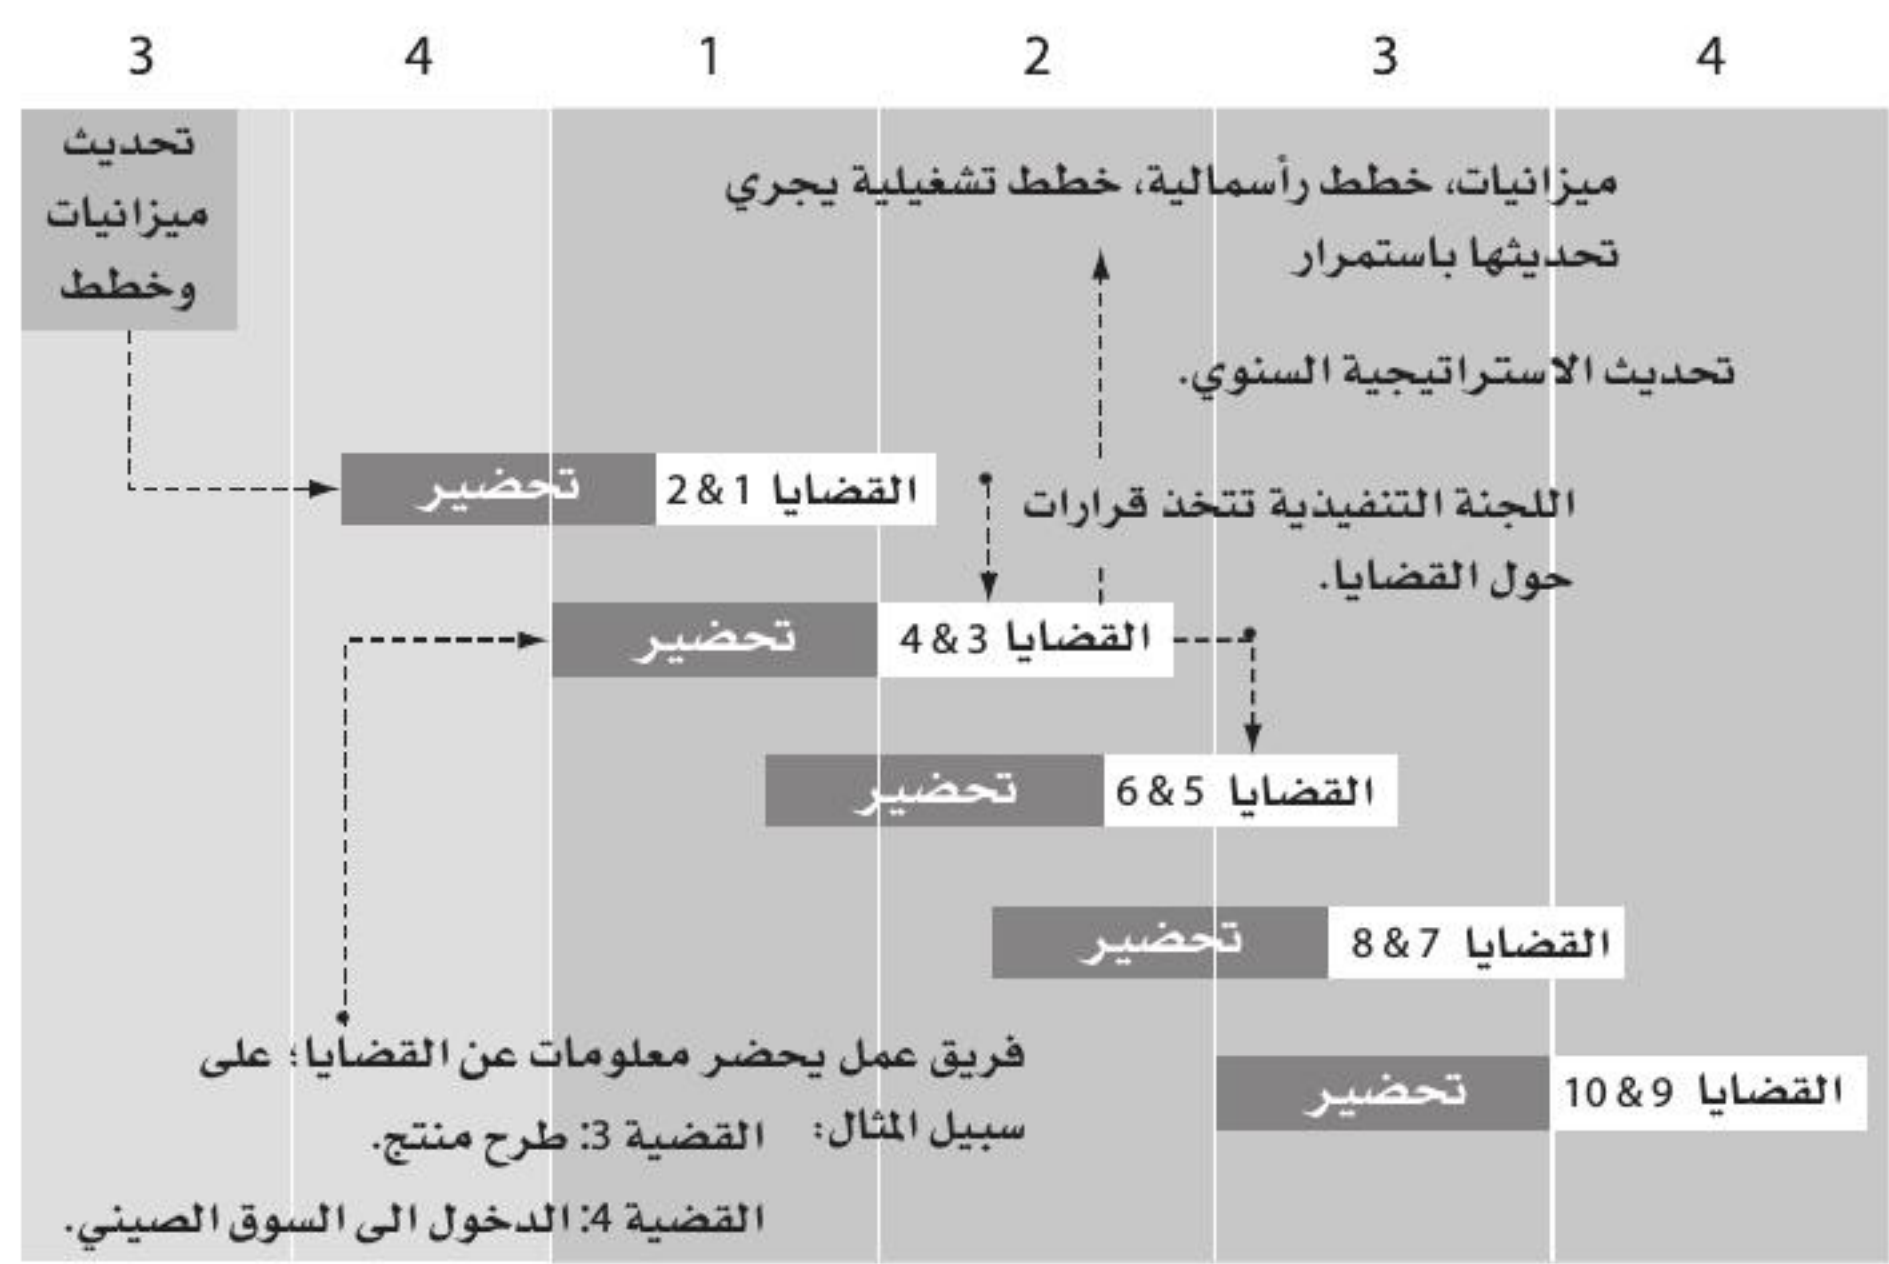 3 4 1 2 3 4
تحديث
ميزانيات
وخطط
ميزانيات، خطط رأسمالية، خطط تشغيلية يجري
تحديثها باستمرار
تحديث الاستراتيجية السنوي.
تحضير القضايا 1 & 2
اللجنة التنفيذية تتخذ قرارات
حول القضايا.
تحضير القضايا 3 & 4
تحضير القضايا 5 & 6
تحضير القضايا 7 & 8
فريق عمل يحضر معلومات عن القضايا؛ على
سبيل المثال: القضية 3: طرح منتج.
القضية 4: الدخول الى السوق الصيني.
تحضير القضايا 9 & 10